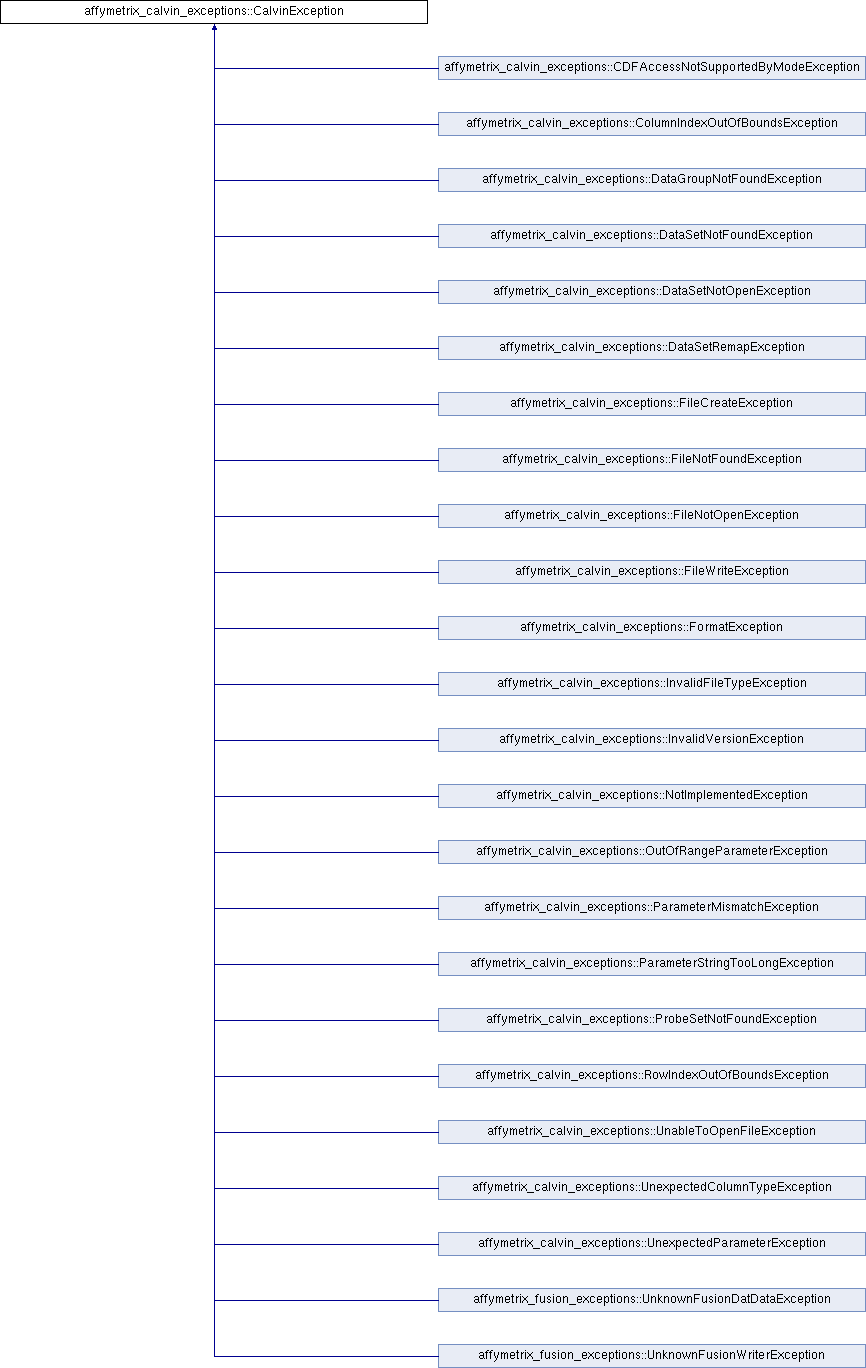 affymetrix_calvin_exceptions::CalvinException
affymetrix_calvin_exceptions::CDFAccessNotSupportedByModeException
affymetrix_calvin_exceptions::ColumnIndexOutOfBoundsException
affymetrix_calvin_exceptions::DataGroupNotFoundException
affymetrix_calvin_exceptions::DataSetNotFoundException
affymetrix_calvin_exceptions::DataSetNotOpenException
affymetrix_calvin_exceptions::DataSetRemapException
affymetrix_calvin_exceptions::FileCreateException
affymetrix_calvin_exceptions::FileNotFoundException
affymetrix_calvin_exceptions::FileNotOpenException
affymetrix_calvin_exceptions::FileWriteException
affymetrix_calvin_exceptions::FormatException
affymetrix_calvin_exceptions::InvalidFileTypeException
affymetrix_calvin_exceptions::InvalidVersionException
affymetrix_calvin_exceptions::NotImplementedException
affymetrix_calvin_exceptions::OutOfRangeParameterException
affymetrix_calvin_exceptions::ParameterMismatchException
affymetrix_calvin_exceptions::ParameterStringTooLongException
affymetrix_calvin_exceptions::ProbeSetNotFoundException
affymetrix_calvin_exceptions::RowIndexOutOfBoundsException
affymetrix_calvin_exceptions::UnableToOpenFileException
affymetrix_calvin_exceptions::UnexpectedColumnTypeException
affymetrix_calvin_exceptions::UnexpectedParameterException
affymetrix_fusion_exceptions::UnknownFusionDatDataException
affymetrix_fusion_exceptions::UnknownFusionWriterException